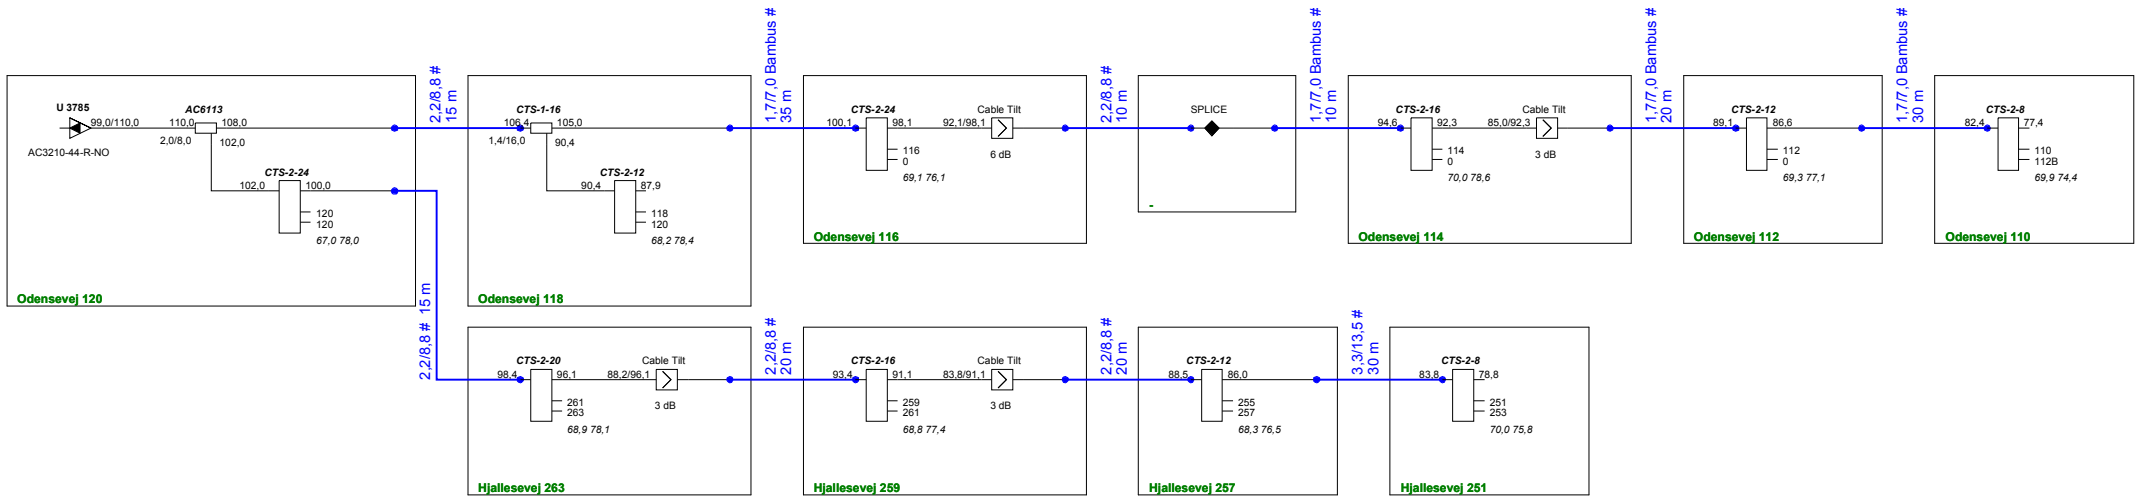 U 3785
99,0/110,0
AC3210-44-R-NO
AC6113
110,0
108,0
2,0/8,0
102,0
CTS-2-24
102,0
100,0
120
120
67,0 78,0
Odensevej 120
2,2/8,8 #
15 m
CTS-1-16
106,4
105,0
1,4/16,0
90,4
CTS-2-12
90,4
87,9
118
120
68,2 78,4
Odensevej 118
1,7/7,0 Bambus #
35 m
CTS-2-24
100,1
98,1
116
0
69,1 76,1
92,1/98,1
Cable Tilt
6 dB
Odensevej 116
2,2/8,8 #
10 m
SPLICE
-
1,7/7,0 Bambus #
10 m
CTS-2-16
94,6
92,3
114
0
70,0 78,6
85,0/92,3
Cable Tilt
3 dB
Odensevej 114
1,7/7,0 Bambus #
20 m
CTS-2-12
89,1
86,6
112
0
69,3 77,1
Odensevej 112
1,7/7,0 Bambus #
30 m
CTS-2-8
82,4
77,4
110
112B
69,9 74,4
Odensevej 110
2,2/8,8 # 15 m
CTS-2-20
98,4
96,1
261
263
68,9 78,1
88,2/96,1
Cable Tilt
3 dB
Hjallesevej 263
2,2/8,8 #
20 m
CTS-2-16
93,4
91,1
259
261
68,8 77,4
83,8/91,1
Cable Tilt
3 dB
Hjallesevej 259
2,2/8,8 #
20 m
CTS-2-12
88,5
86,0
255
257
68,3 76,5
Hjallesevej 257
3,3/13,5 #
30 m
CTS-2-8
83,8
78,8
251
253
70,0 75,8
Hjallesevej 251